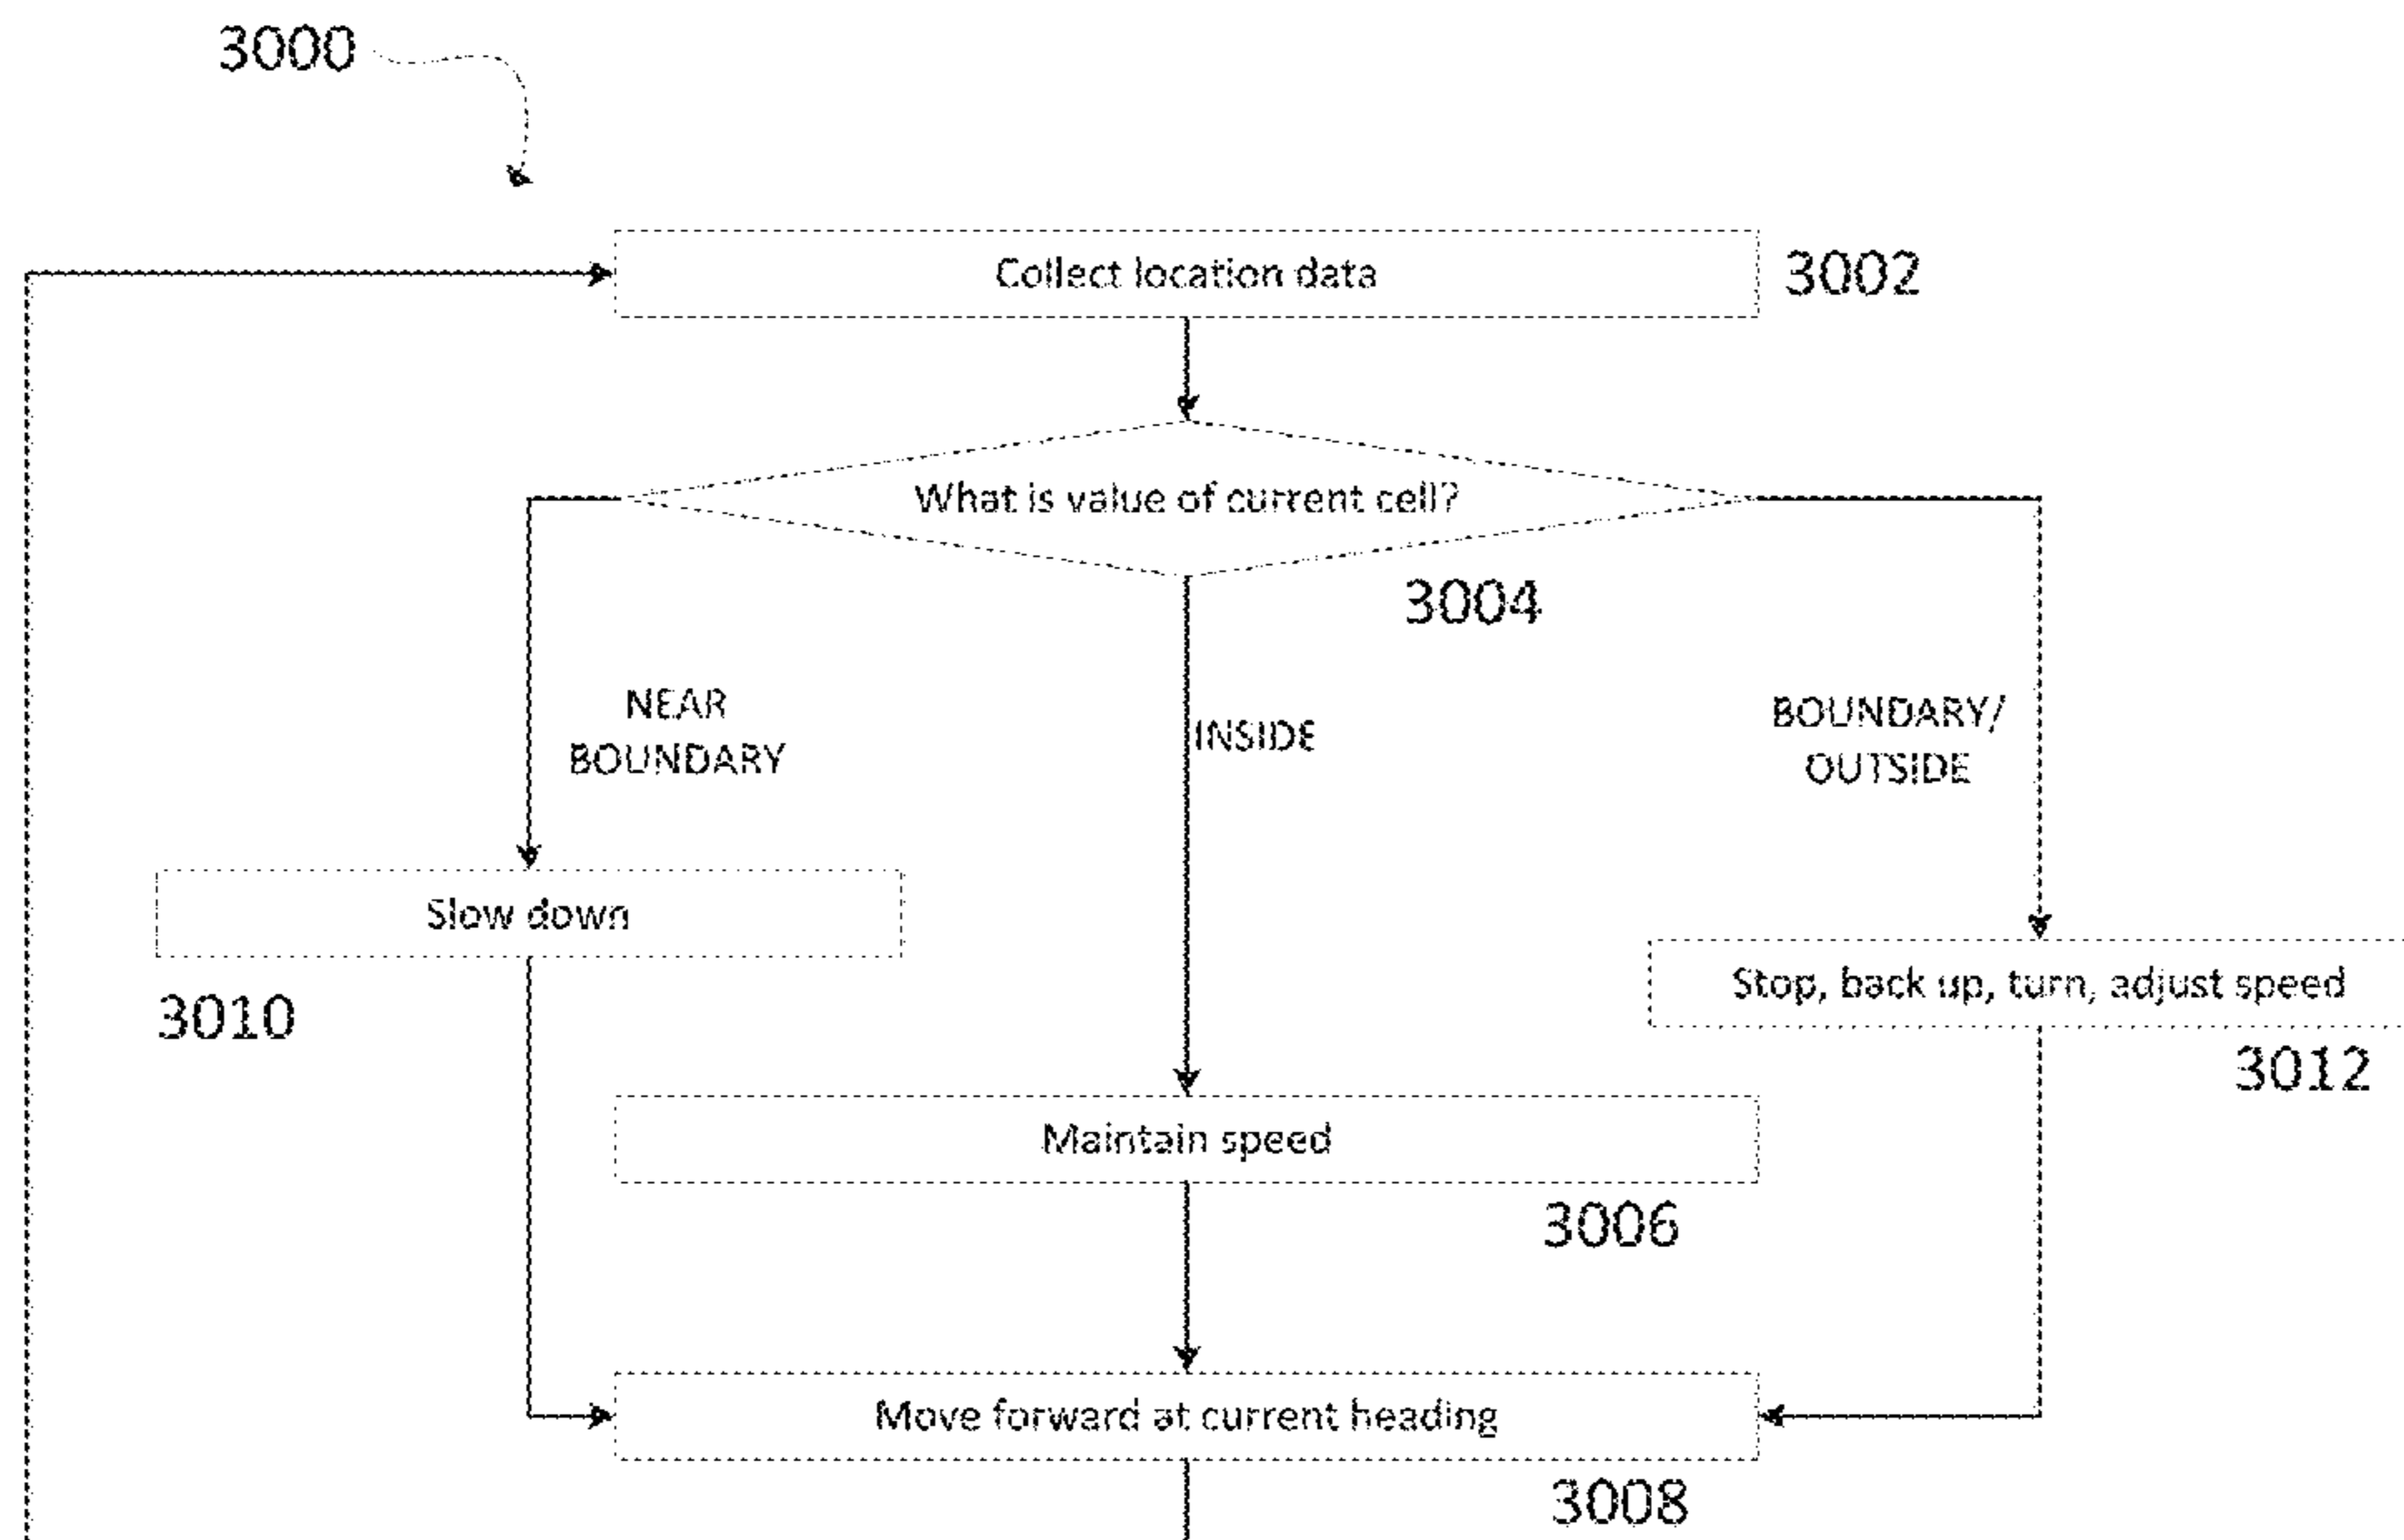 3000
Collect location data
3002
What is value of current cell?
3004
NEAR
BOUNDARY
INSIDE
BOUNDARY/
OUTSIDE
Slow down
3010
Stop, back up, turn, adjust speed
3012
Maintain speed
3006
Move forward at current heading
3008